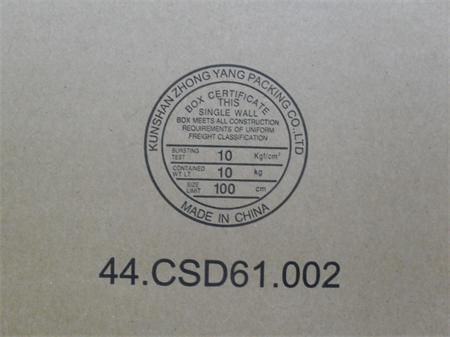 KUNSHAN ZHONG YANG PACKING CO.,LTD
BOX CERTIFICATE
THIS
SINGLE WALL
BOX MEETS ALL CONSTRUCTION
REQUIREMENTS OF UNIFORM
FREIGHT CLASSIFICATION
BURSTING TEST 10 Kgf/cm²
CONTAINED WT LT. 10 kg
SIZE LIMIT 100 cm
MADE IN CHINA
44.CSD61.002